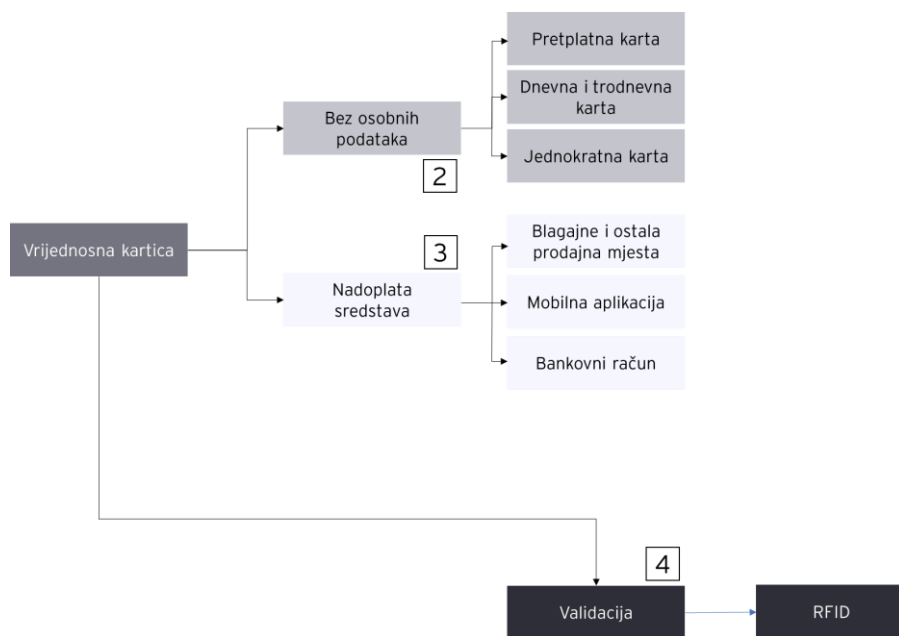 Pretplatna karta
Dnevna i trodnevna
karta
Jednokratna karta
Bez osobnih
podataka
2
Vrijednosna kartica
3
Nadoplata
sredstava
Blagajne i ostala
prodajna mjesta
Mobilna aplikacija
Bankovni račun
4
Validacija
RFID